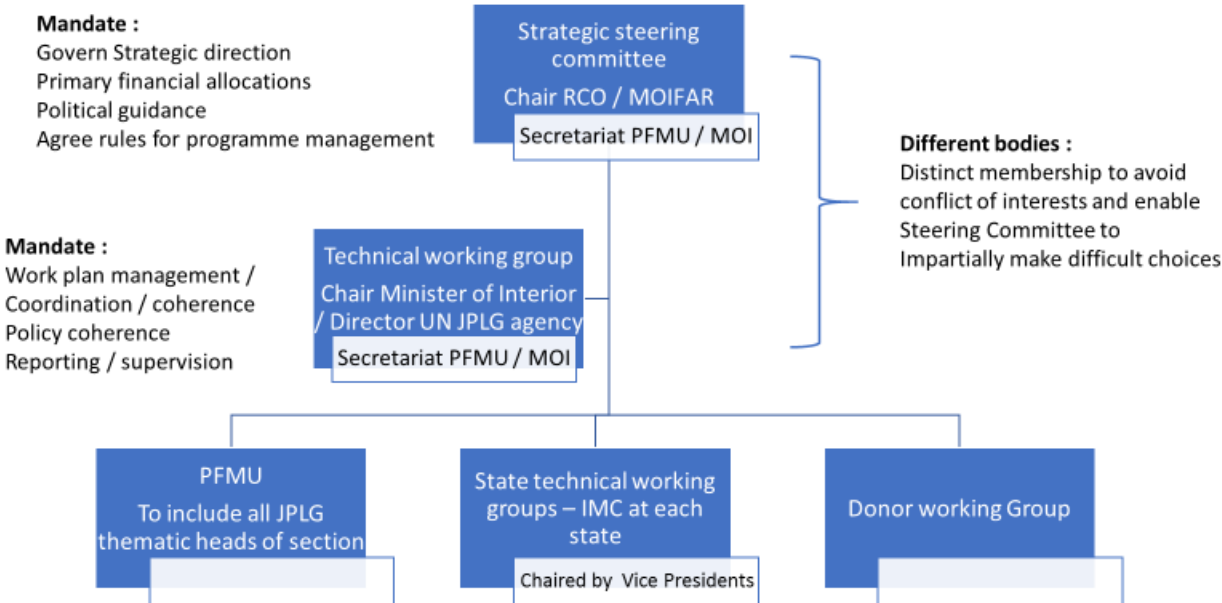 Mandate :
Govern Strategic direction
Primary financial allocations
Political guidance
Agree rules for programme management
Strategic steering
committee
Chair RCO / MOIFAR
Secretariat PFMU / MOI
Different bodies :
Distinct membership to avoid
conflict of interests and enable
Steering Committee to
Impartially make difficult choices
Mandate :
Work plan management /
Coordination / coherence
Policy coherence
Reporting / supervision
Technical working group
Chair Minister of Interior
/ Director UN JPLG agency
Secretariat PFMU / MOI
PFMU
To include all JPLG
thematic heads of section
State technical working
groups – IMC at each
state
Chaired by Vice Presidents
Donor working Group